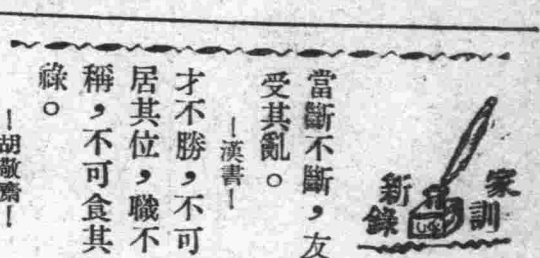 家訓
新錄
當斷不斷，友
受其亂。
—漢書—
才不勝，不可
居其位，職不
稱，不可食其
祿。
—胡敬齋—